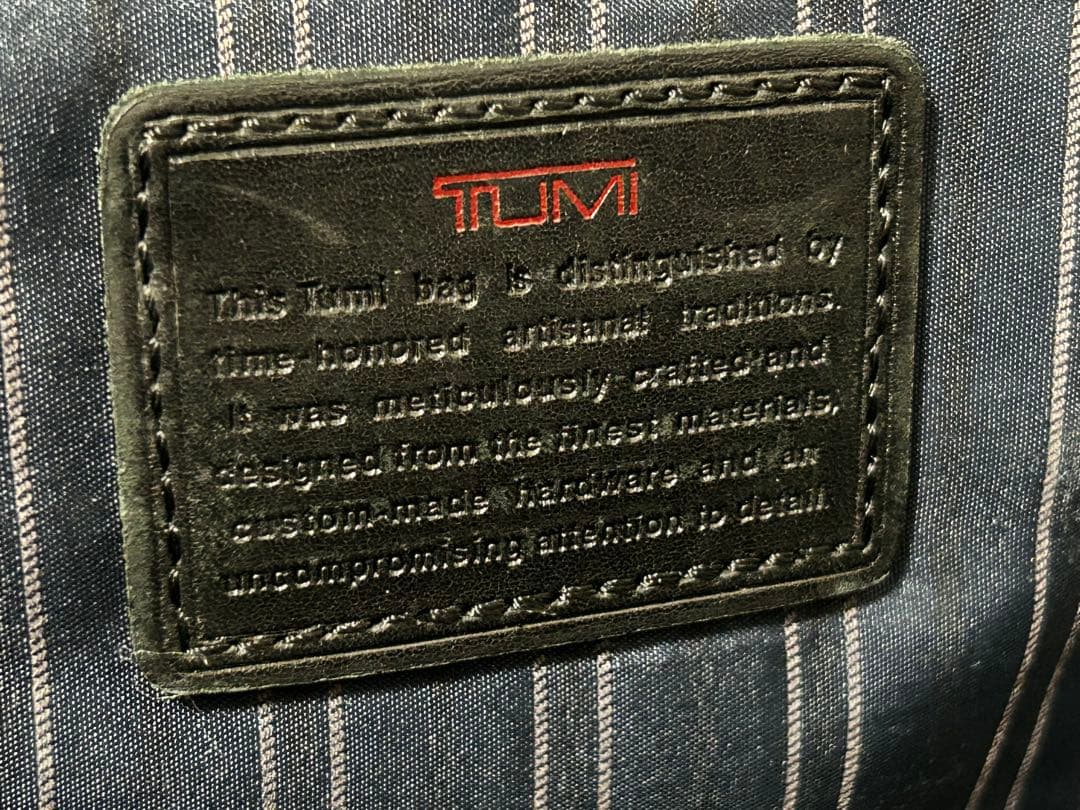 TUMI
This Tumi bag is distinguished by
time-honored artisanal traditions.
It was meticulously-crafted and
designed from the finest materials,
custom-made hardware and an
uncompromising attention to detail.